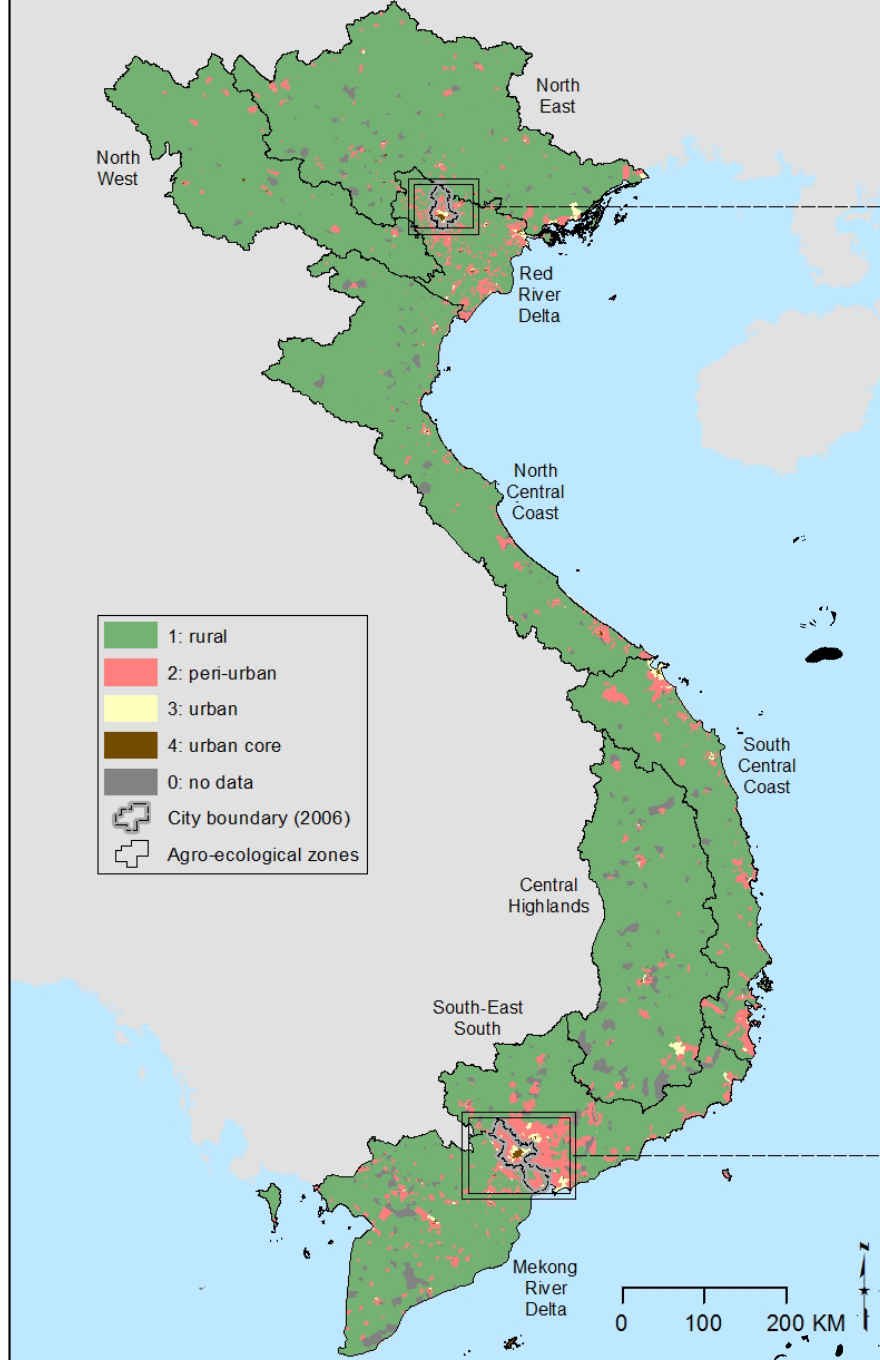 North
East
North
West
Red
River
Delta
North
Central
Coast
1: rural
2: peri-urban
3: urban
4: urban core
0: no data
City boundary (2006)
Agro-ecological zones
South
Central
Coast
Central
Highlands
South-East
South
Mekong
River
Delta
N
0 100 200 KM